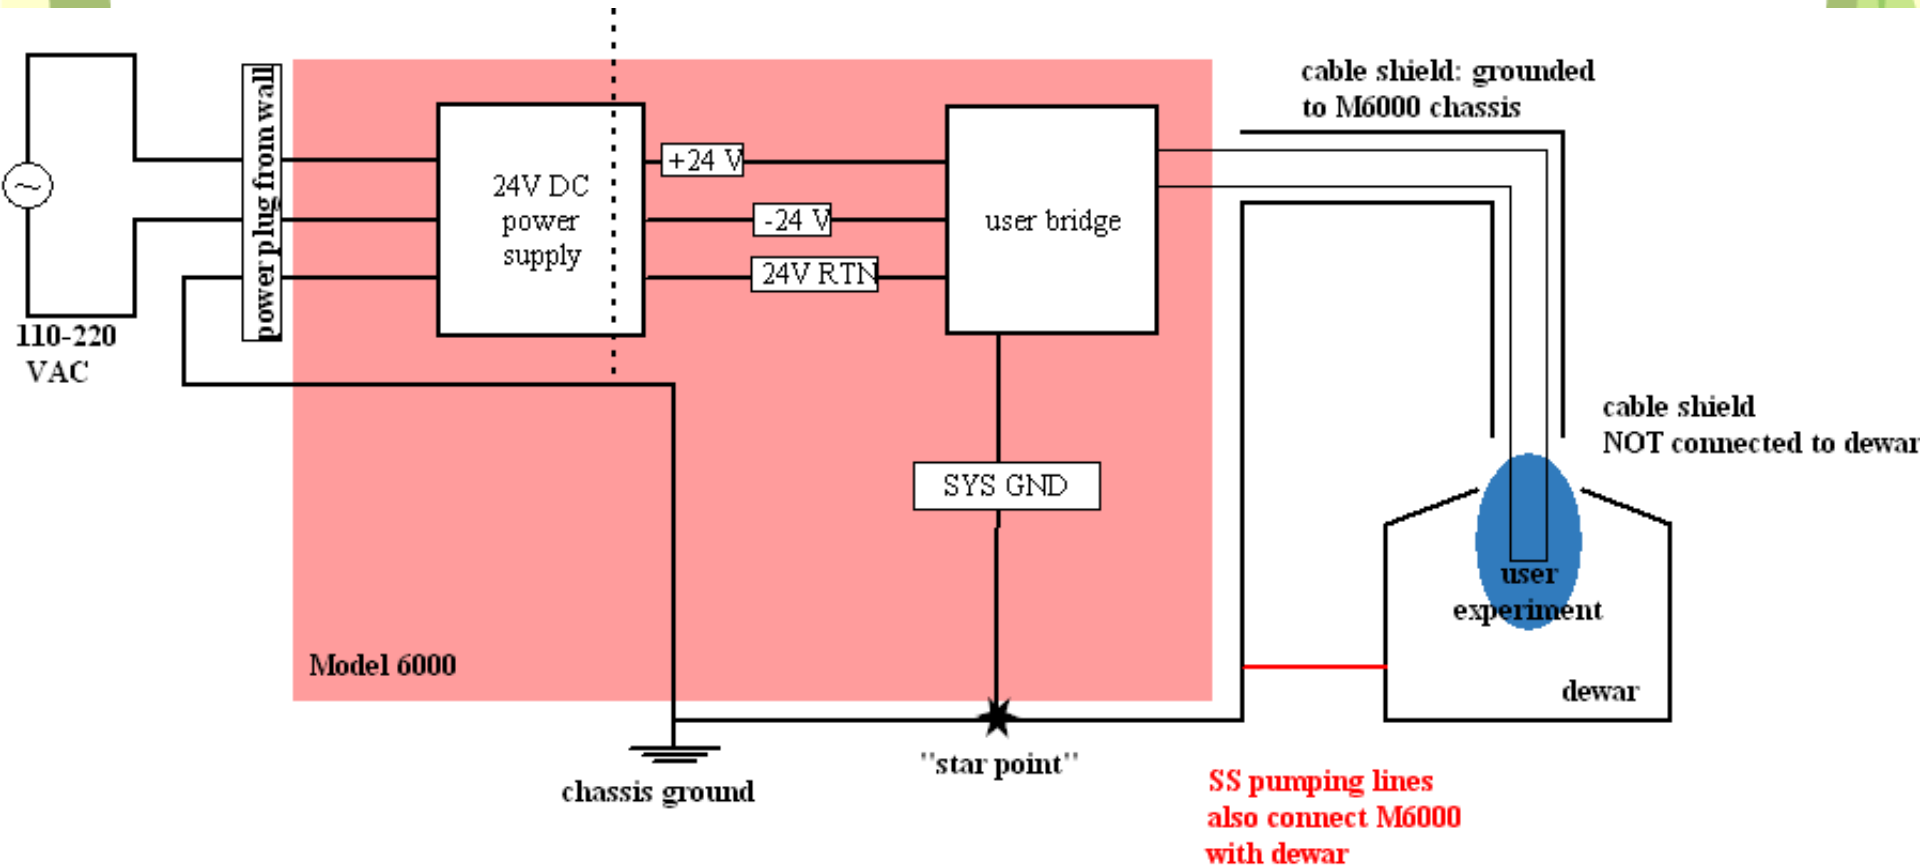 cable shield: grounded
to M6000 chassis
power plug from wall
+24 V
24V DC
power
supply
-24 V
user bridge
24V RTN
110-220
VAC
cable shield
NOT connected to dewar
SYS GND
user
experiment
Model 6000
dewar
"star point"
chassis ground
SS pumping lines
also connect M6000
with dewar